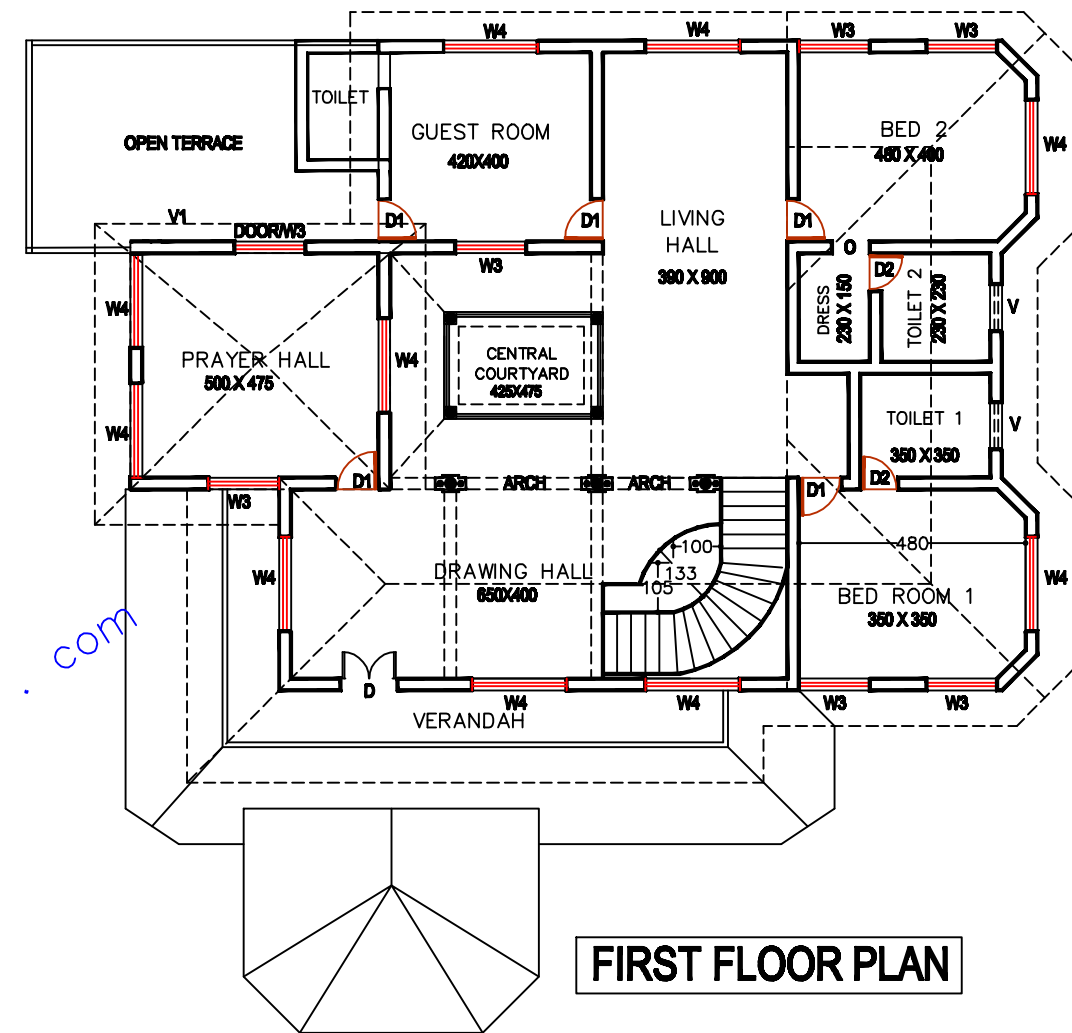 W4
W4
W3
W3
TOILET
OPEN TERRACE
GUEST ROOM
420X400
BED 2
480 X 480
W4
V1
D1
D1
D1
LIVING
HALL
390 X 900
DOOR/W3
W3
O
D2
DRESS
230 X 150
TOILET 2
230 X 230
V
W4
PRAYER HALL
500 X 475
W4
CENTRAL
COURTYARD
425X475
W4
TOILET 1
350 X 350
V
W3
D1
ARCH
ARCH
D1
D2
W4
DRAWING HALL
650X400
100
133
105
480
BED ROOM 1
350 X 350
W4
D
W4
W4
W3
W3
VERANDAH
. com
FIRST FLOOR PLAN